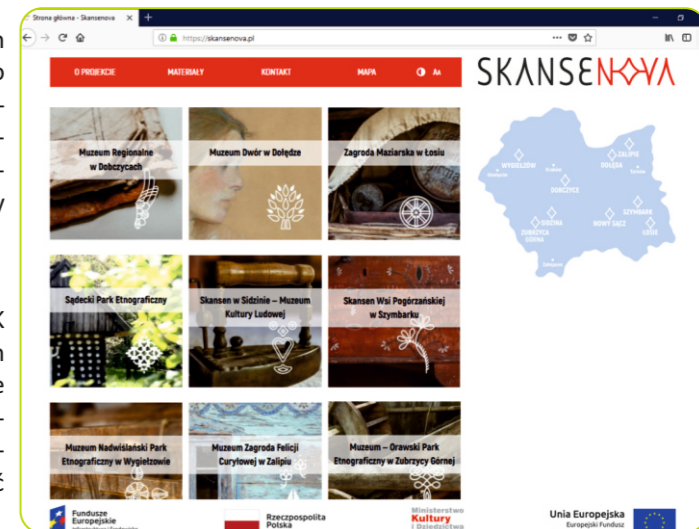 Strona główna - Skansenova
https://skansenova.pl
O PROJEKCIE
MATERIAŁY
KONTAKT
MAPA
Aa
SKANSENOVA
Muzeum Regionalne
w Dobczycach
Muzeum Dwór w Dołędze
Zagroda Maziarska w Łosiu
Sądecki Park Etnograficzny
Skansen w Sidzinie – Muzeum
Kultury Ludowej
Skansen Wsi Pogórzańskiej
w Szymbarku
Muzeum Nadwiślański Park
Etnograficzny w Wygiełzowie
Muzeum Zagroda Felicji
Curyłowej w Zalipiu
Muzeum – Orawski Park
Etnograficzny w Zubrzycy Górnej
WYGIEŁZÓW
ZALIPIE
DOŁĘGA
DOBCZYCE
SIDZINA
ZUBRZYCA
GÓRNA
NOWY SĄCZ
SZYMBARK
ŁOSIE
Fundusze
Europejskie
Rzeczpospolita
Polska
Ministerstwo
Kultury
i Dziedzictwa
Unia Europejska
Europejski Fundusz